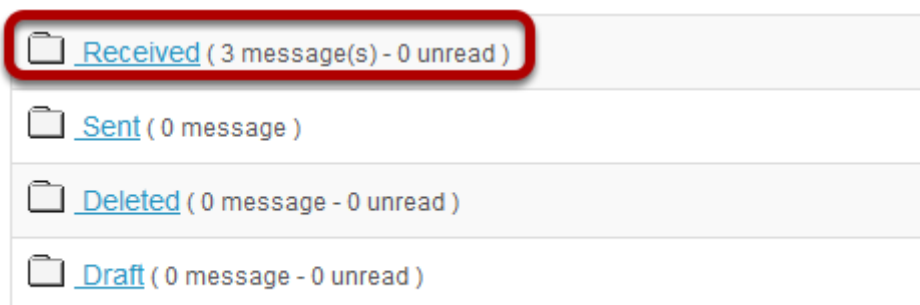 Received ( 3 message(s) - 0 unread )
Sent ( 0 message )
Deleted ( 0 message - 0 unread )
Draft ( 0 message - 0 unread )